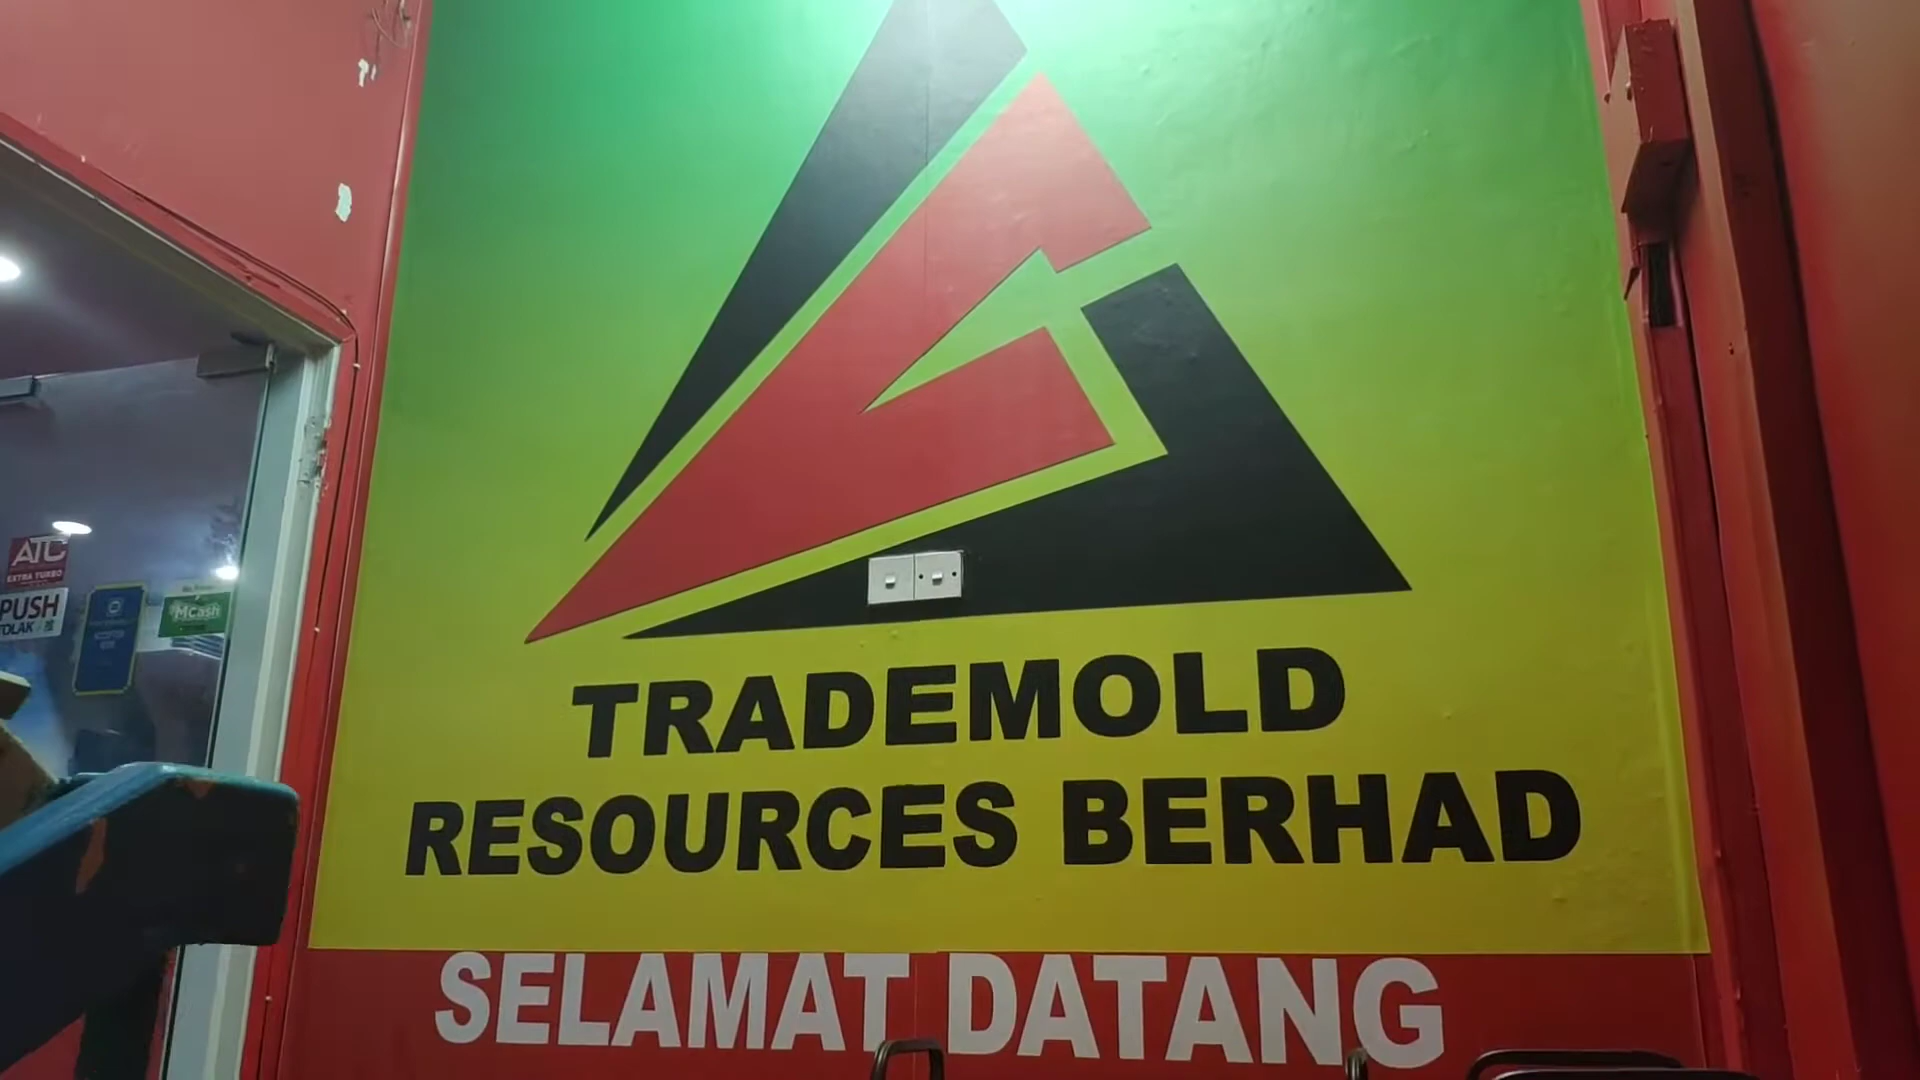 TRADEMOLD
RESOURCES BERHAD
SELAMAT DATANG
ATC
EXTRA TURBO
PUSH
TOLAK
MCash